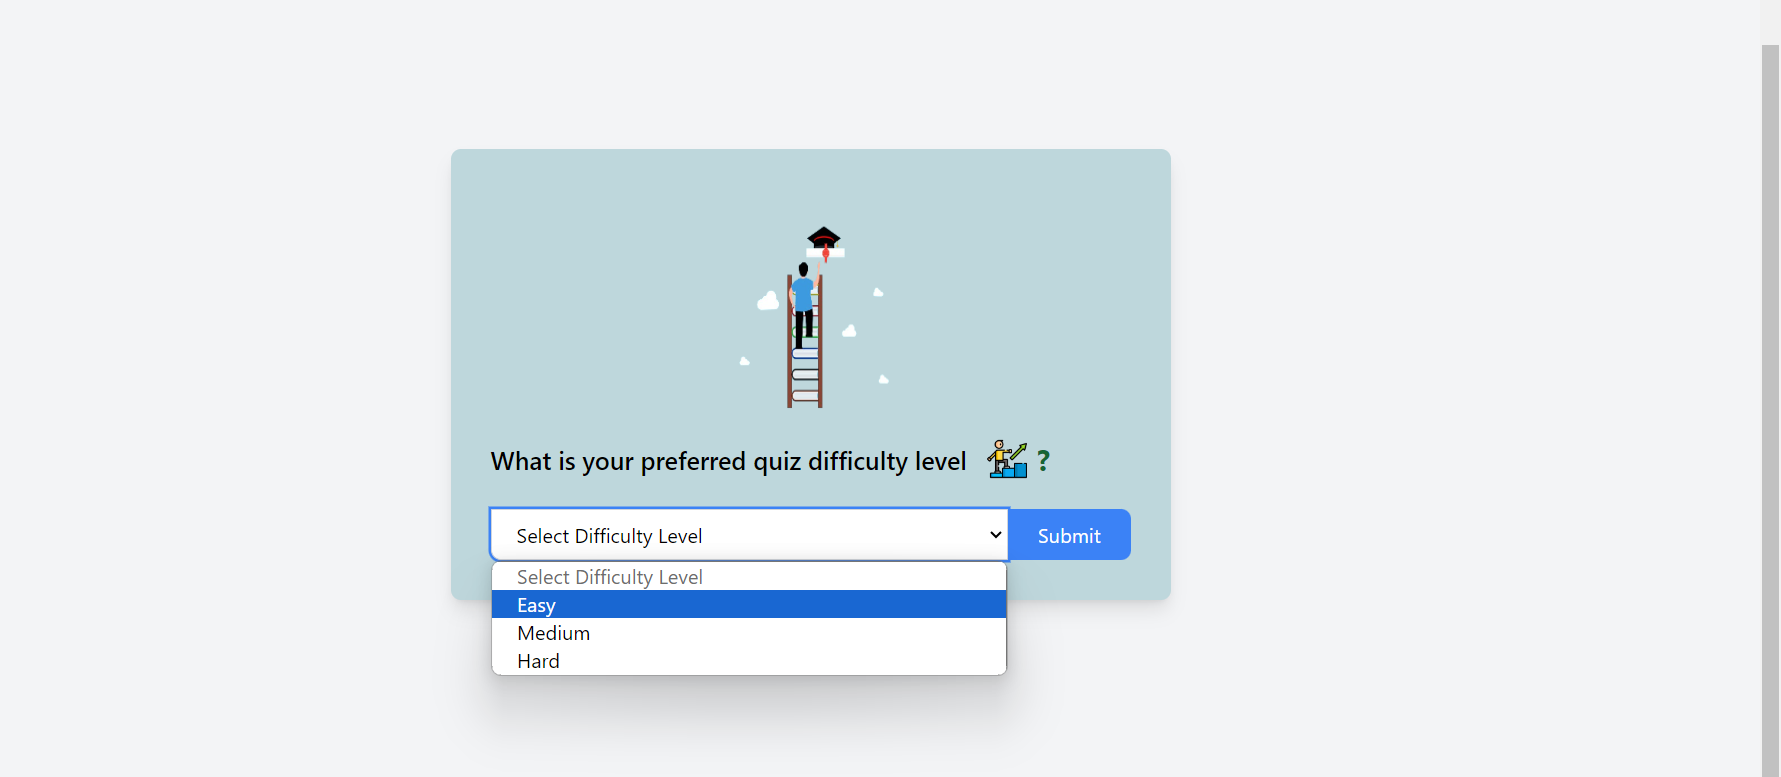 What is your preferred quiz difficulty level ?
Select Difficulty Level Submit
Select Difficulty Level
Easy
Medium
Hard